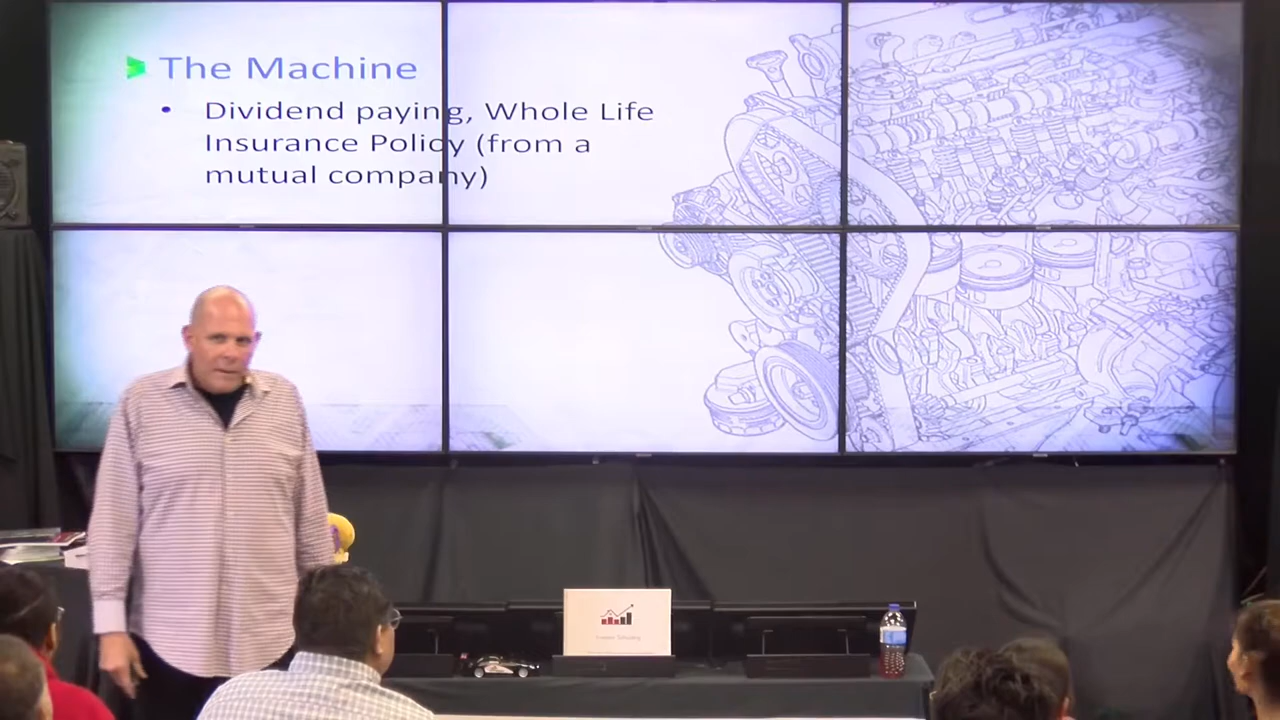 The Machine
• Dividend paying, Whole Life
Insurance Policy (from a
mutual company)